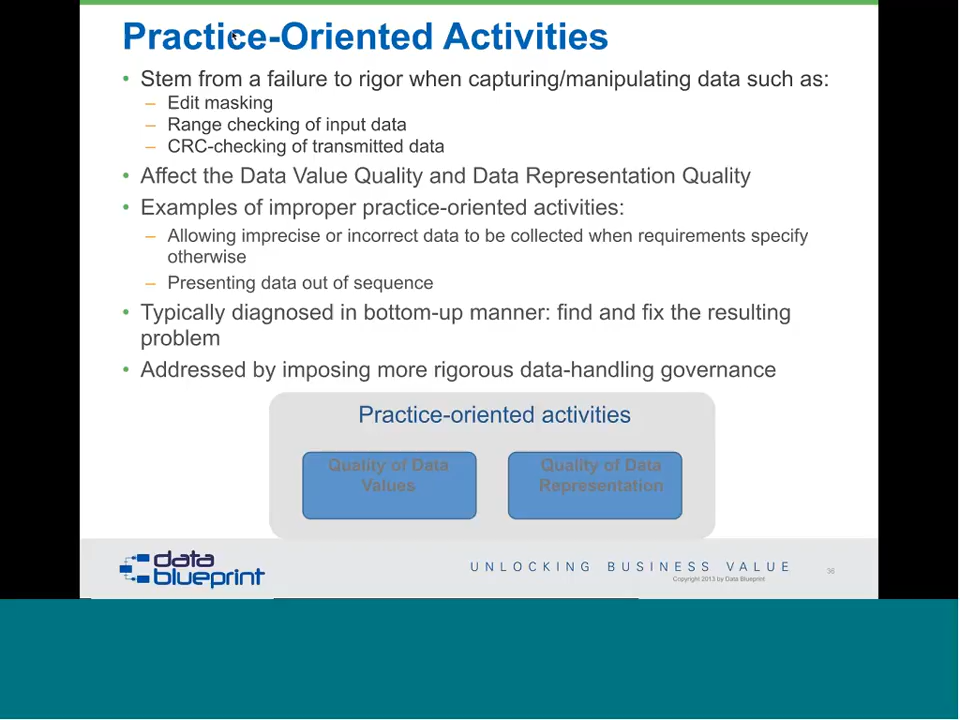 Practice-Oriented Activities
• Stem from a failure to rigor when capturing/manipulating data such as:
– Edit masking
– Range checking of input data
– CRC-checking of transmitted data
• Affect the Data Value Quality and Data Representation Quality
• Examples of improper practice-oriented activities:
– Allowing imprecise or incorrect data to be collected when requirements specify
otherwise
– Presenting data out of sequence
• Typically diagnosed in bottom-up manner: find and fix the resulting
problem
• Addressed by imposing more rigorous data-handling governance
Practice-oriented activities
Quality of Data
Values
Quality of Data
Representation
data
blueprint
UNLOCKING BUSINESS VALUE
Copyright 2013 by Data Blueprint
36